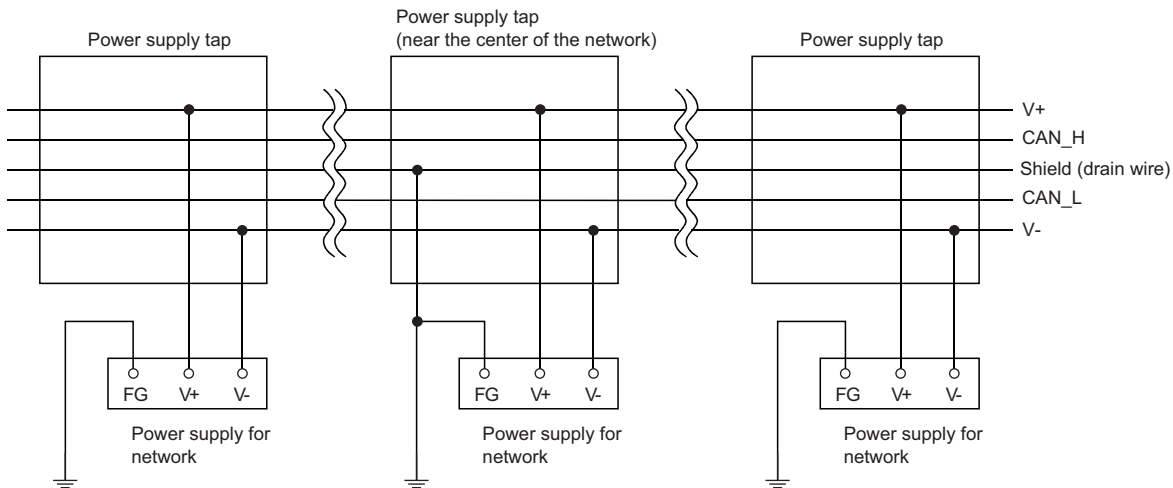 Power supply tap
Power supply tap
(near the center of the network)
Power supply tap
V+
CAN_H
Shield (drain wire)
CAN_L
V-
FG V+ V-
Power supply for
network
FG V+ V-
Power supply for
network
FG V+ V-
Power supply for
network